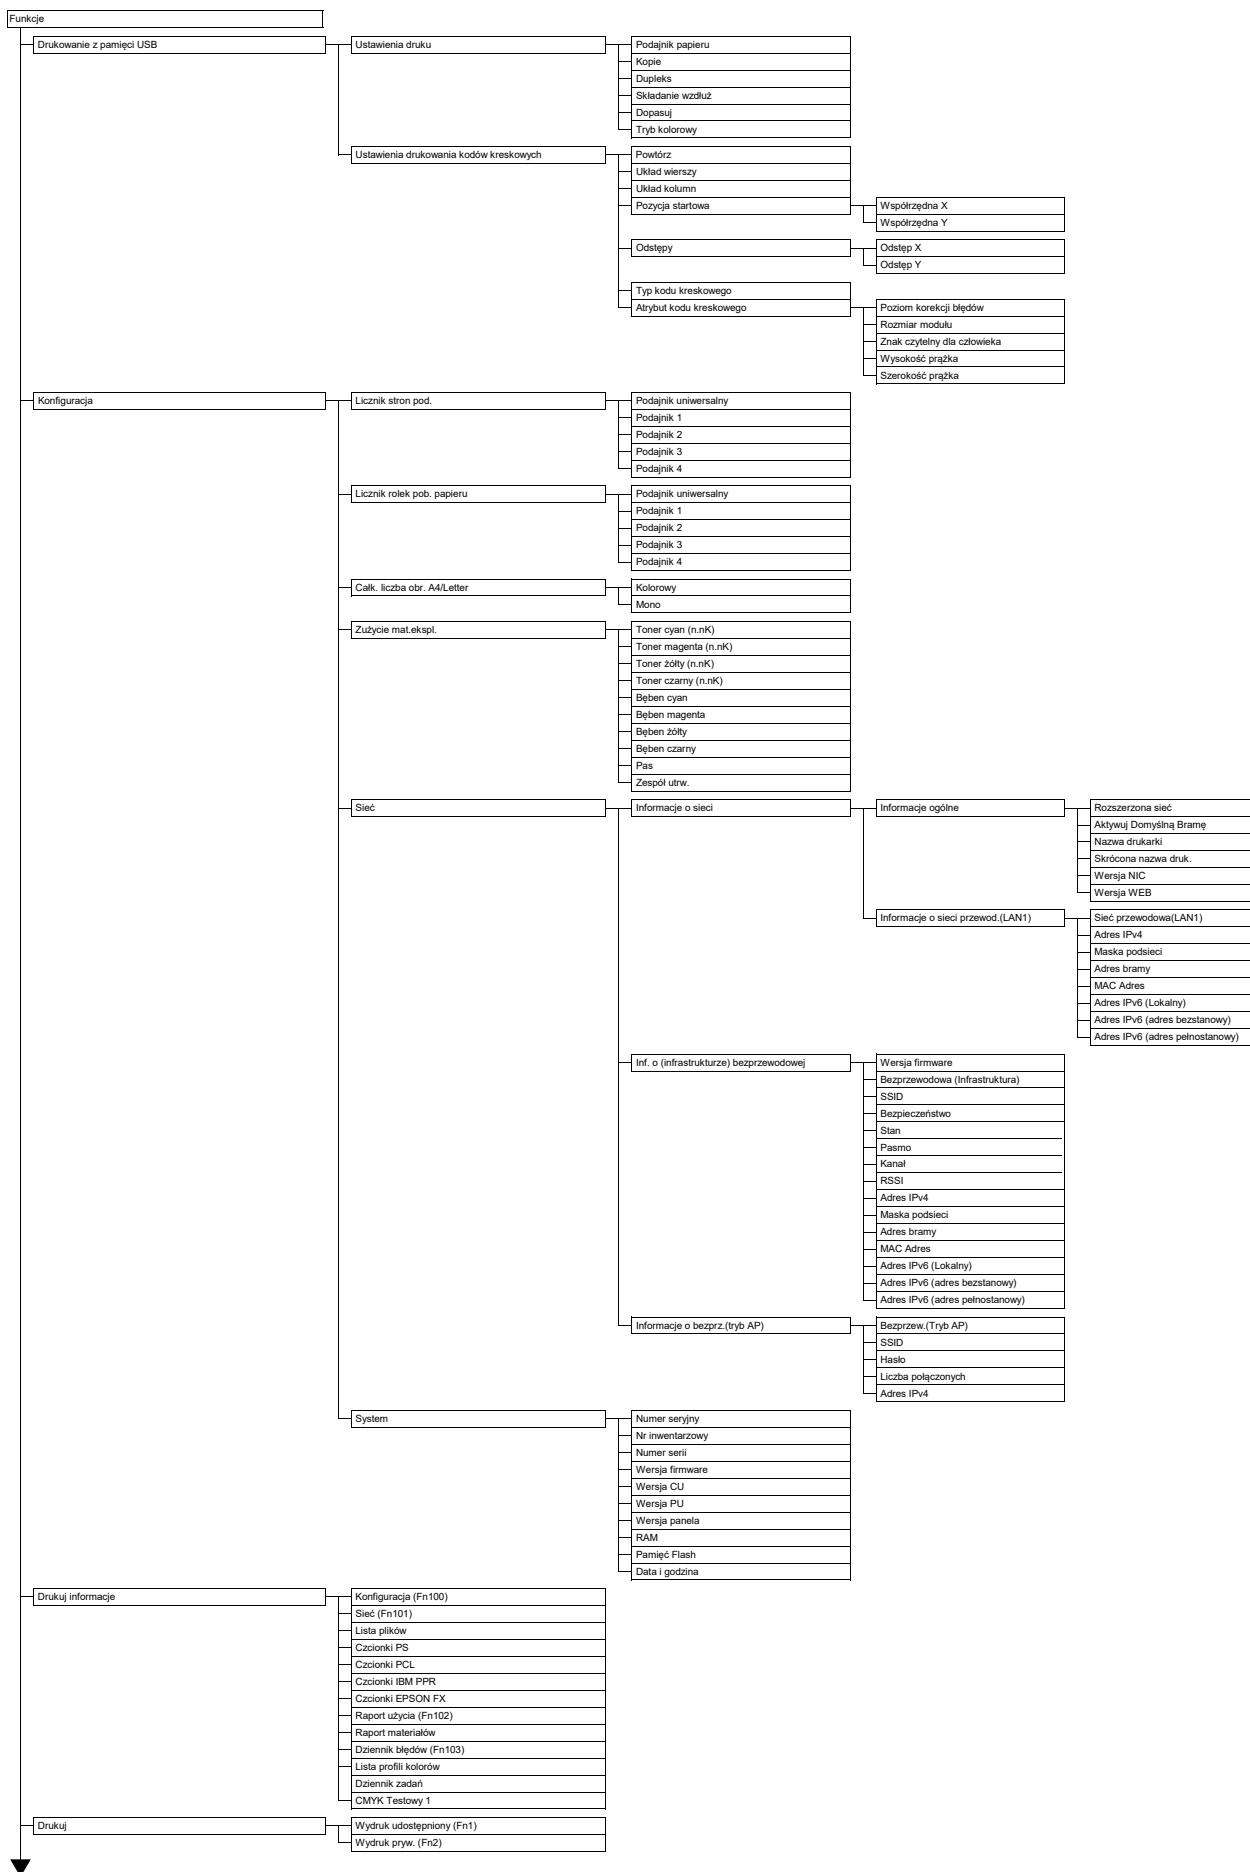 Funkcje
Drukowanie z pamięci USB
Ustawienia druku
Podajnik papieru
Kopie
Dupleks
Składanie wzdłuż
Dopasuj
Tryb kolorowy
Ustawienia drukowania kodów kreskowych
Powtórz
Układ wierszy
Układ kolumn
Pozycja startowa
Współrzędna X
Współrzędna Y
Odstępy
Odstęp X
Odstęp Y
Typ kodu kreskowego
Atrybut kodu kreskowego
Poziom korekcji błędów
Rozmiar modułu
Znak czytelny dla człowieka
Wysokość prążka
Szerokość prążka
Konfiguracja
Licznik stron pod.
Podajnik uniwersalny
Podajnik 1
Podajnik 2
Podajnik 3
Podajnik 4
Licznik rolek pob. papieru
Podajnik uniwersalny
Podajnik 1
Podajnik 2
Podajnik 3
Podajnik 4
Całk. liczba obr. A4/Letter
Kolorowy
Mono
Zużycie mat.ekspl.
Toner cyan (n.nK)
Toner magenta (n.nK)
Toner żółty (n.nK)
Toner czarny (n.nK)
Bęben cyan
Bęben magenta
Bęben żółty
Bęben czarny
Pas
Zespół utrw.
Sieć
Informacje o sieci
Informacje ogólne
Rozszerzona sieć
Aktywuj Domyślną Bramę
Nazwa drukarki
Skrócona nazwa druk.
Wersja NIC
Wersja WEB
Informacje o sieci przewod.(LAN1)
Sieć przewodowa(LAN1)
Adres IPv4
Maska podsieci
Adres bramy
MAC Adres
Adres IPv6 (Lokalny)
Adres IPv6 (adres bezstanowy)
Adres IPv6 (adres pełnostanowy)
Inf. o (infrastrukturze) bezprzewodowej
Wersja firmware
Bezprzewodowa (Infrastruktura)
SSID
Bezpieczeństwo
Stan
Pasmo
Kanał
RSSI
Adres IPv4
Maska podsieci
Adres bramy
MAC Adres
Adres IPv6 (Lokalny)
Adres IPv6 (adres bezstanowy)
Adres IPv6 (adres pełnostanowy)
Informacje o bezprz.(tryb AP)
Bezprzew.(Tryb AP)
SSID
Hasło
Liczba połączonych
Adres IPv4
System
Numer seryjny
Nr inwentarzowy
Numer serii
Wersja firmware
Wersja CU
Wersja PU
Wersja panela
RAM
Pamięć Flash
Data i godzina
Drukuj informacje
Konfiguracja (Fn100)
Sieć (Fn101)
Lista plików
Czcionki PS
Czcionki PCL
Czcionki IBM PPR
Czcionki EPSON FX
Raport użycia (Fn102)
Raport materiałów
Dziennik błędów (Fn103)
Lista profili kolorów
Dziennik zadań
CMYK Testowy 1
Drukuj
Wydruk udostępniony (Fn1)
Wydruk pryw. (Fn2)